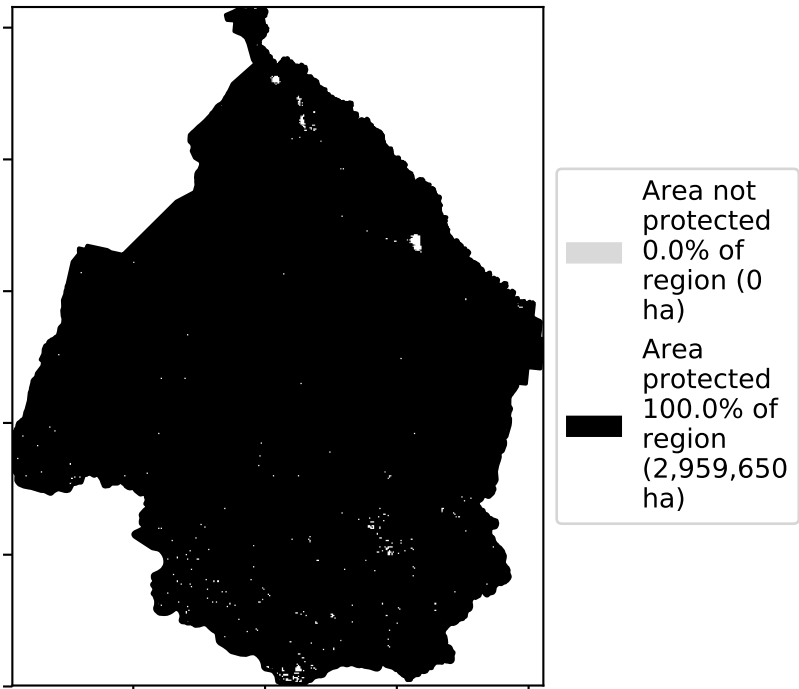 Area not
protected
0.0% of
region (0
ha)
Area
protected
100.0% of
region
(2,959,650
ha)